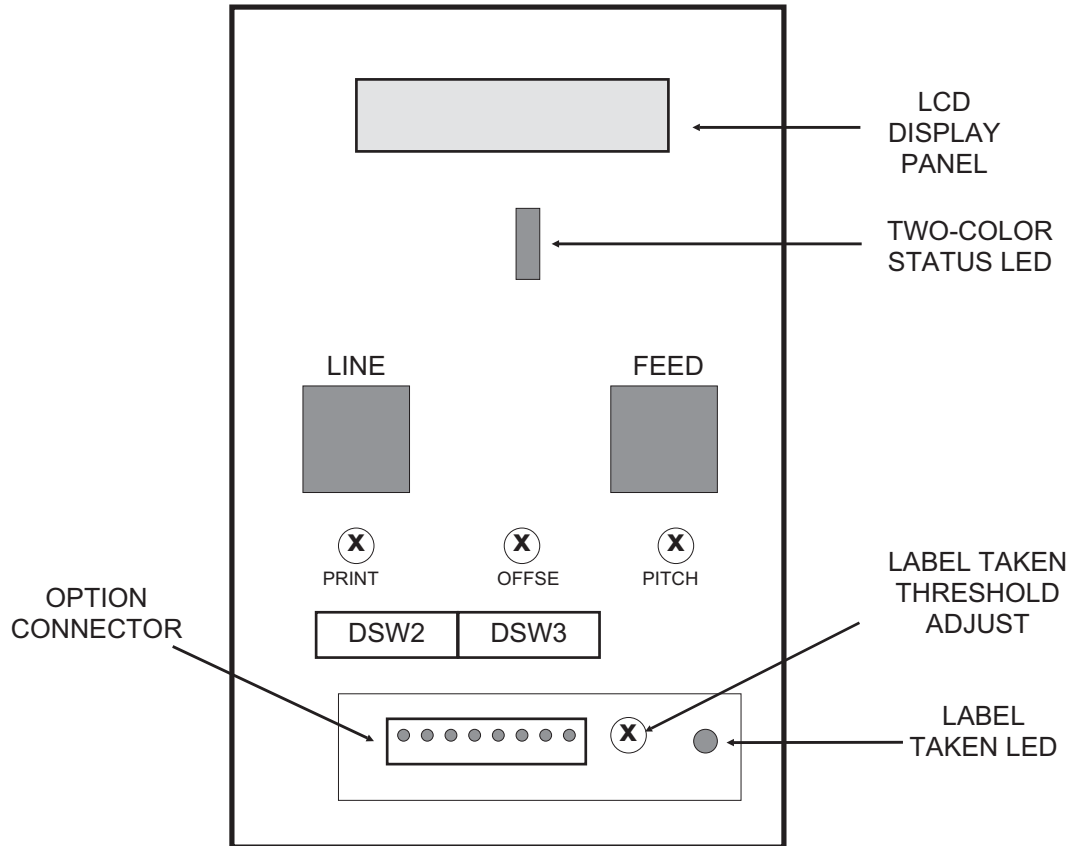 LCD
DISPLAY
PANEL
TWO-COLOR
STATUS LED
LINE
FEED
X
X
X
PRINT
OFFSE
PITCH
LABEL TAKEN
THRESHOLD
ADJUST
OPTION
CONNECTOR
DSW2
DSW3
X
LABEL
TAKEN LED